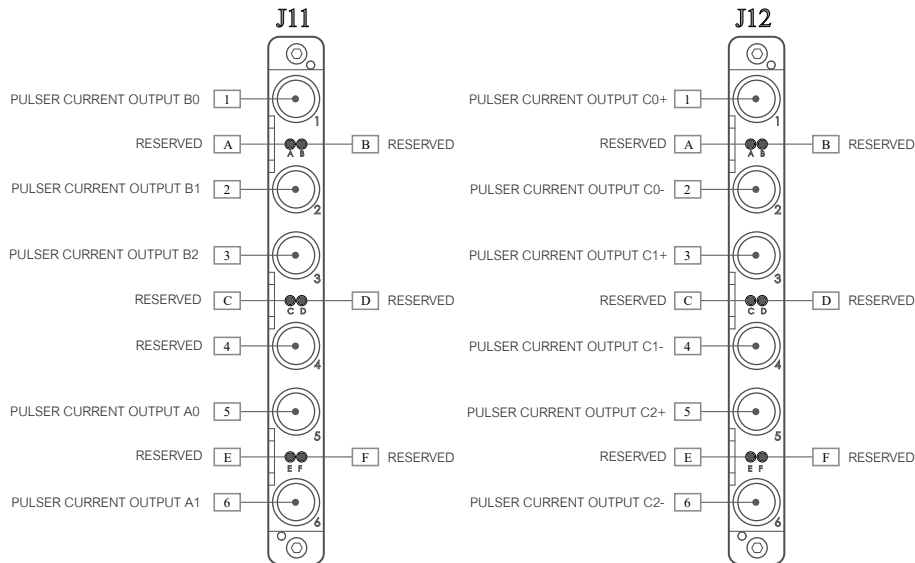 J11
PULSER CURRENT OUTPUT B0 1
1
RESERVED A
A B
B RESERVED
PULSER CURRENT OUTPUT B1 2
2
PULSER CURRENT OUTPUT B2 3
3
RESERVED C
C D
D RESERVED
RESERVED 4
4
PULSER CURRENT OUTPUT A0 5
5
RESERVED E
E F
F RESERVED
PULSER CURRENT OUTPUT A1 6
6
J12
PULSER CURRENT OUTPUT C0+ 1
1
RESERVED A
A B
B RESERVED
PULSER CURRENT OUTPUT C0- 2
2
PULSER CURRENT OUTPUT C1+ 3
3
RESERVED C
C D
D RESERVED
PULSER CURRENT OUTPUT C1- 4
4
PULSER CURRENT OUTPUT C2+ 5
5
RESERVED E
E F
F RESERVED
PULSER CURRENT OUTPUT C2- 6
6